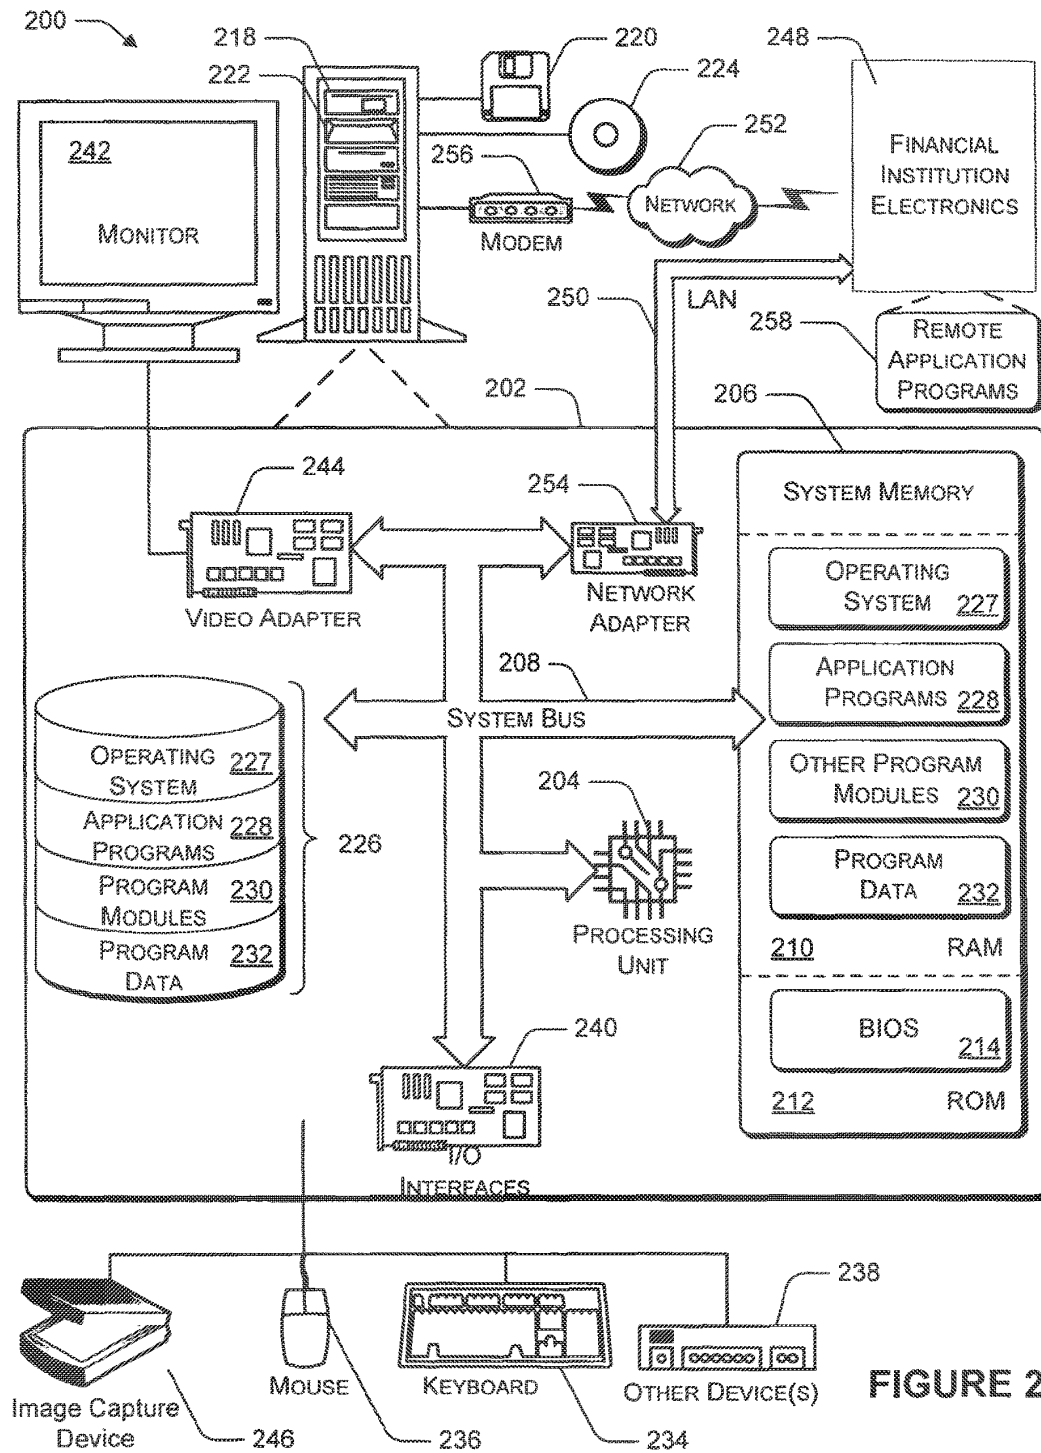 200
218
222
220
224
248
242
MONITOR
256
252
MODEM
NETWORK
FINANCIAL
INSTITUTION
ELECTRONICS
250
LAN
258
REMOTE
APPLICATION
PROGRAMS
202
206
244
254
VIDEO ADAPTER
NETWORK
ADAPTER
SYSTEM MEMORY
OPERATING
SYSTEM 227
APPLICATION
PROGRAMS 228
OTHER PROGRAM
MODULES 230
PROGRAM
DATA 232
210 RAM
BIOS
214
212 ROM
208
SYSTEM BUS
OPERATING
SYSTEM 227
APPLICATION
PROGRAMS 228
PROGRAM
MODULES 230
PROGRAM
DATA 232
226
204
PROCESSING
UNIT
240
I/O
INTERFACES
Image Capture
Device
246
MOUSE
236
KEYBOARD
234
238
OTHER DEVICE(S)
FIGURE 2